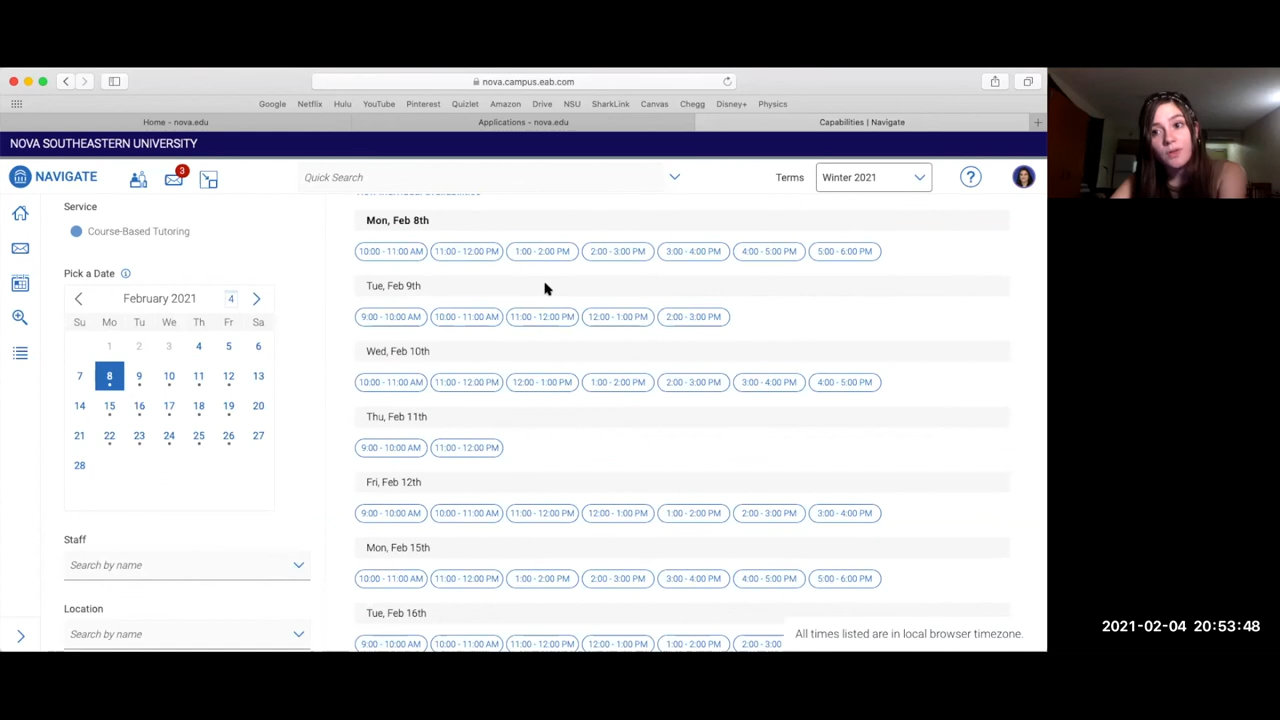 nova.campus.eab.com
Google Netflix Hulu YouTube Pinterest Quizlet Amazon Drive NSU SharkLink Canvas Chegg Disney+ Physics
Home - nova.edu Applications - nova.edu Capabilities | Navigate
NOVA SOUTHEASTERN UNIVERSITY
NAVIGATE 3 Quick Search Terms Winter 2021
Service
Course-Based Tutoring
Pick a Date
February 2021 4
Su Mo Tu We Th Fr Sa
1 2 3 4 5 6
7 8 9 10 11 12 13
14 15 16 17 18 19 20
21 22 23 24 25 26 27
28
Staff
Search by name
Location
Search by name
Mon, Feb 8th
10:00 - 11:00 AM 11:00 - 12:00 PM 1:00 - 2:00 PM 2:00 - 3:00 PM 3:00 - 4:00 PM 4:00 - 5:00 PM 5:00 - 6:00 PM
Tue, Feb 9th
9:00 - 10:00 AM 10:00 - 11:00 AM 11:00 - 12:00 PM 12:00 - 1:00 PM 2:00 - 3:00 PM
Wed, Feb 10th
10:00 - 11:00 AM 11:00 - 12:00 PM 12:00 - 1:00 PM 1:00 - 2:00 PM 2:00 - 3:00 PM 3:00 - 4:00 PM 4:00 - 5:00 PM
Thu, Feb 11th
9:00 - 10:00 AM 11:00 - 12:00 PM
Fri, Feb 12th
9:00 - 10:00 AM 10:00 - 11:00 AM 11:00 - 12:00 PM 12:00 - 1:00 PM 1:00 - 2:00 PM 2:00 - 3:00 PM 3:00 - 4:00 PM
Mon, Feb 15th
10:00 - 11:00 AM 11:00 - 12:00 PM 1:00 - 2:00 PM 2:00 - 3:00 PM 3:00 - 4:00 PM 4:00 - 5:00 PM 5:00 - 6:00 PM
Tue, Feb 16th
9:00 - 10:00 AM 10:00 - 11:00 AM 11:00 - 12:00 PM 12:00 - 1:00 PM 1:00 - 2:00 PM 2:00 - 3:00
All times listed are in local browser timezone.
2021-02-04 20:53:48